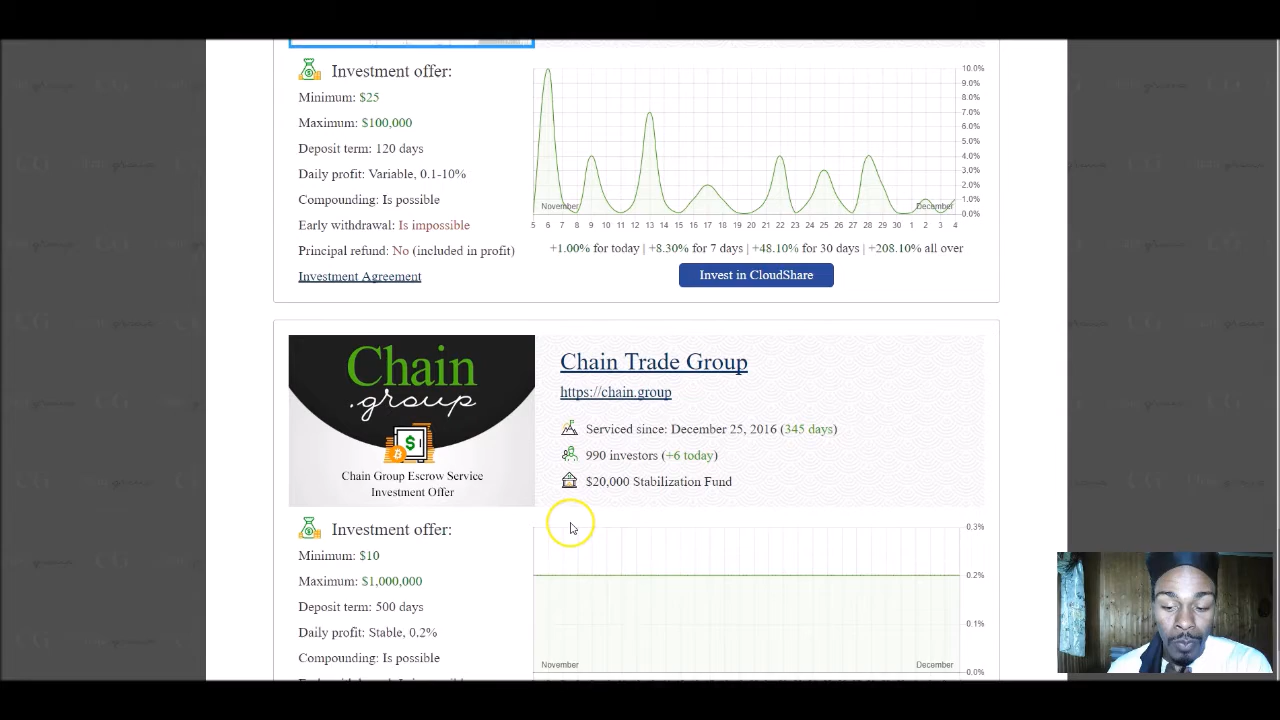 Investment offer:
Minimum: $25
Maximum: $100,000
Deposit term: 120 days
Daily profit: Variable, 0.1-10%
Compounding: Is possible
Early withdrawal: Is impossible
Principal refund: No (included in profit)
Investment Agreement
10.0%
9.0%
8.0%
7.0%
6.0%
5.0%
4.0%
3.0%
2.0%
1.0%
0.0%
November
December
5 6 7 8 9 10 11 12 13 14 15 16 17 18 19 20 21 22 23 24 25 26 27 28 29 30 1 2 3 4
+1.00% for today | +8.30% for 7 days | +48.10% for 30 days | +208.10% all over
Invest in CloudShare
Chain
.group
Chain Group Escrow Service
Investment Offer
Chain Trade Group
https://chain.group
Serviced since: December 25, 2016 (345 days)
990 investors (+6 today)
$20,000 Stabilization Fund
Investment offer:
Minimum: $10
Maximum: $1,000,000
Deposit term: 500 days
Daily profit: Stable, 0.2%
Compounding: Is possible
0.3%
0.2%
0.1%
0.0%
November
December